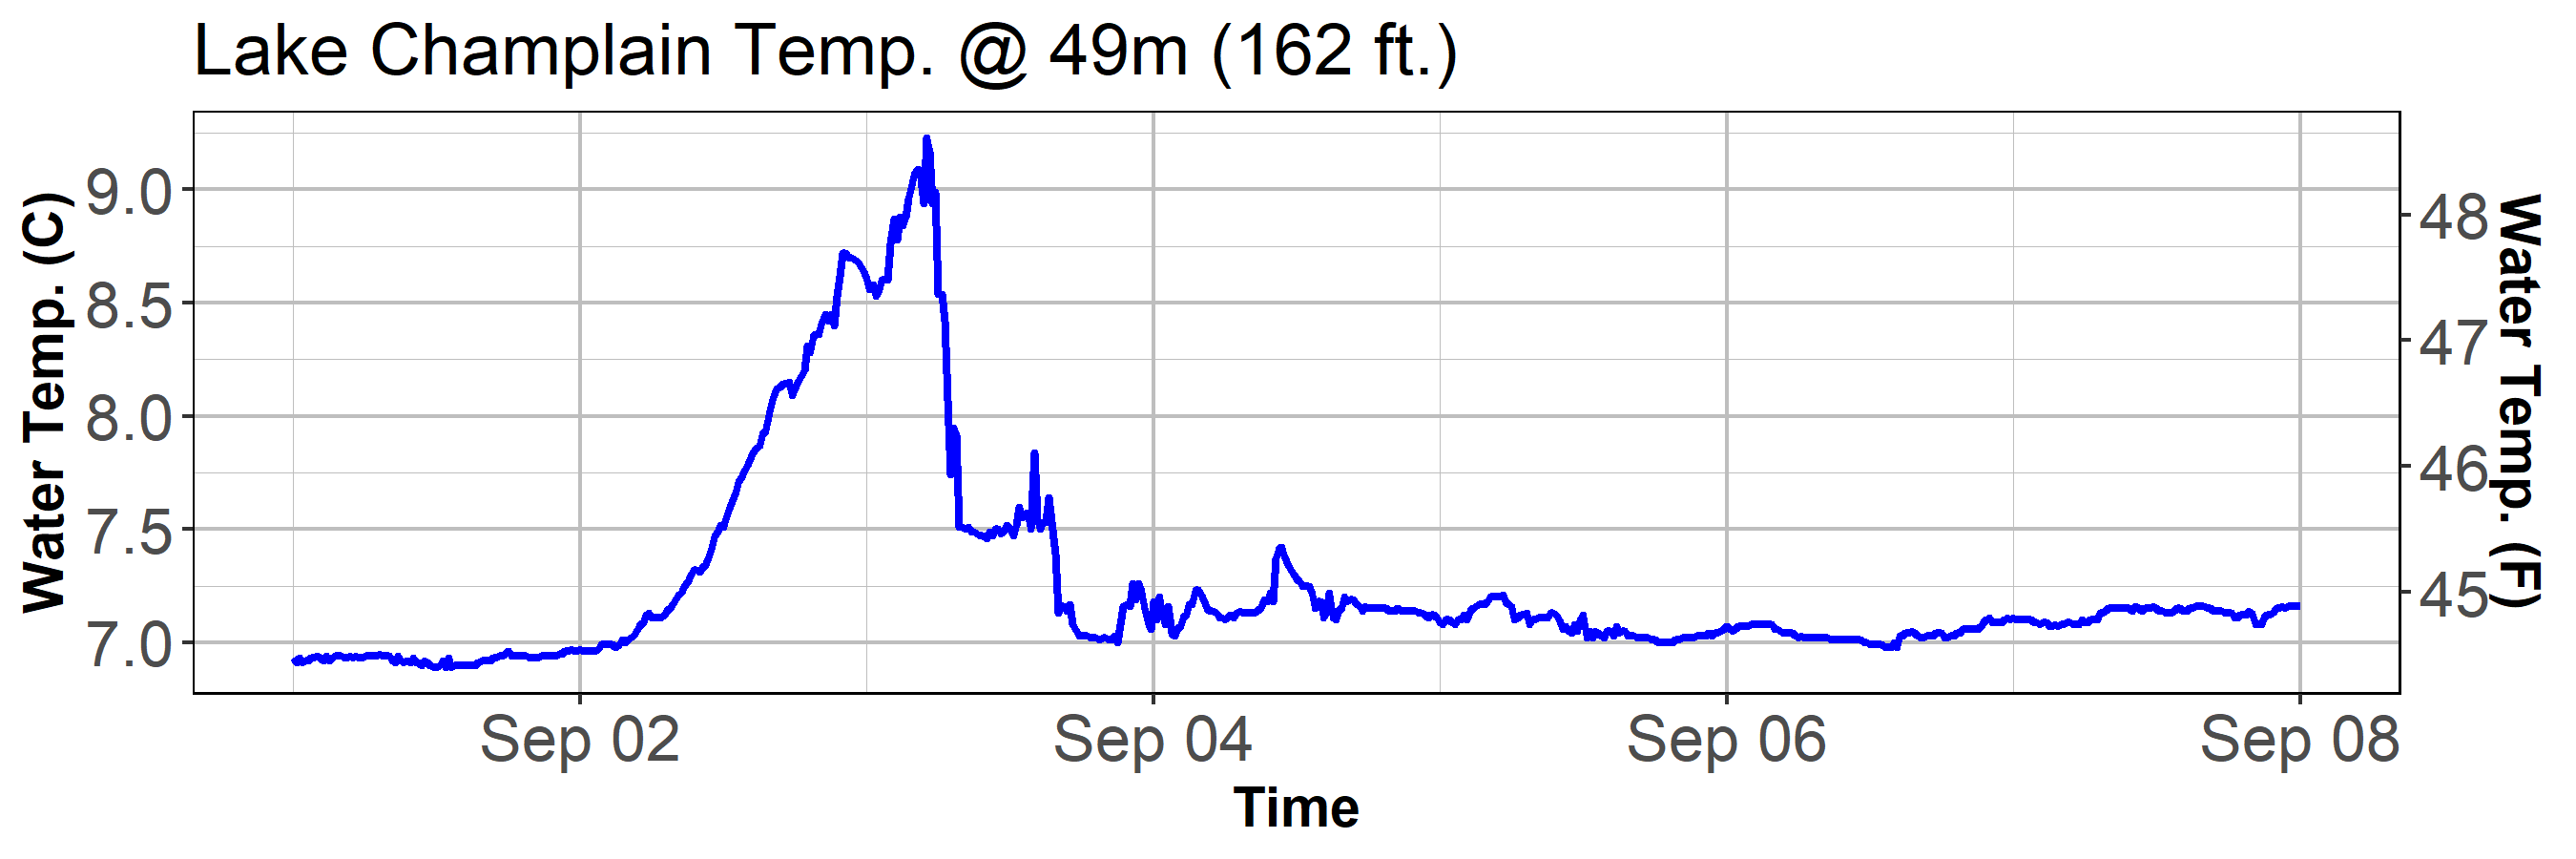 Lake Champlain Temp. @ 49m (162 ft.)
Water Temp. (C)
9.0
8.5
8.0
7.5
7.0
48
47
46
45
Water Temp. (F)
Sep 02
Sep 04
Sep 06
Sep 08
Time